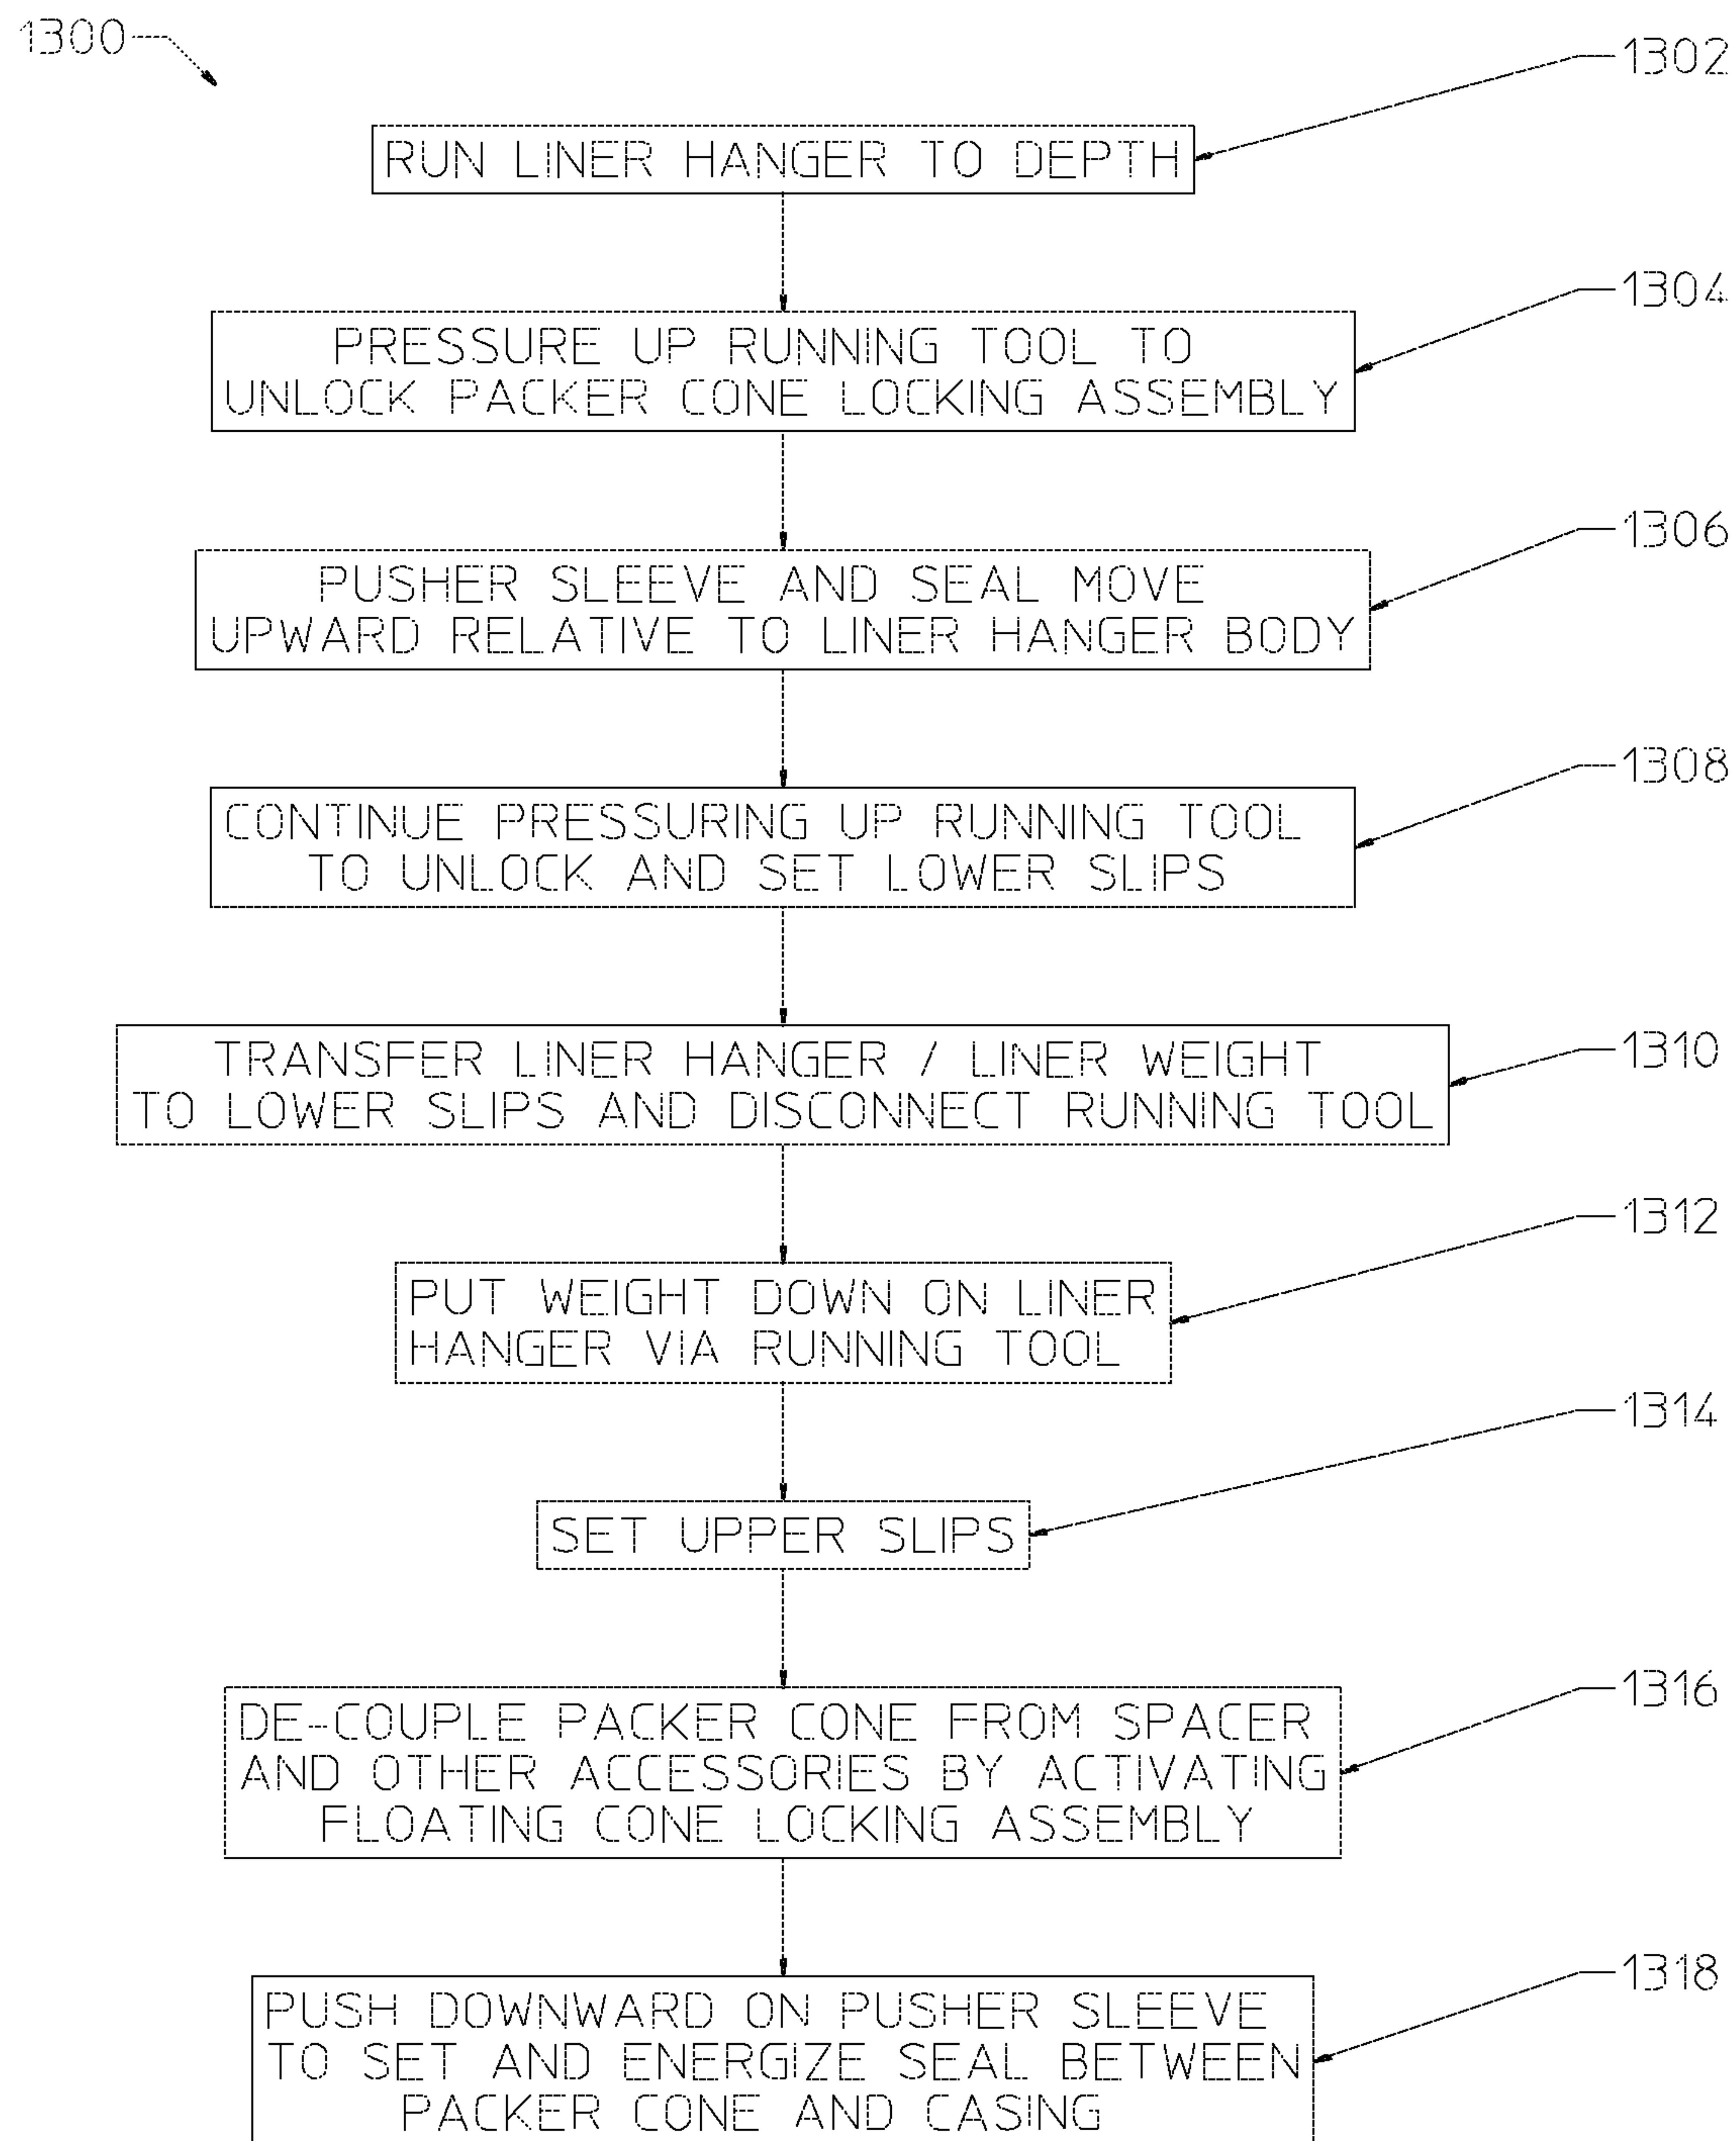 1300
1302
RUN LINER HANGER TO DEPTH
1304
PRESSURE UP RUNNING TOOL TO
UNLOCK PACKER CONE LOCKING ASSEMBLY
1306
PUSHER SLEEVE AND SEAL MOVE
UPWARD RELATIVE TO LINER HANGER BODY
1308
CONTINUE PRESSURING UP RUNNING TOOL
TO UNLOCK AND SET LOWER SLIPS
1310
TRANSFER LINER HANGER / LINER WEIGHT
TO LOWER SLIPS AND DISCONNECT RUNNING TOOL
1312
PUT WEIGHT DOWN ON LINER
HANGER VIA RUNNING TOOL
1314
SET UPPER SLIPS
1316
DE-COUPLE PACKER CONE FROM SPACER
AND OTHER ACCESSORIES BY ACTIVATING
FLOATING CONE LOCKING ASSEMBLY
1318
PUSH DOWNWARD ON PUSHER SLEEVE
TO SET AND ENERGIZE SEAL BETWEEN
PACKER CONE AND CASING